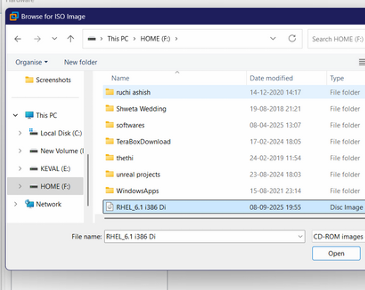 Hardware
Browse for ISO Image
This PC > HOME (F:) >
Search HOME (F:)
Organise New folder
Screenshots
This PC
Local Disk (C:)
New Volume (
KEVAL (E:)
HOME (F:)
Network
Name Date modified Type
ruchi ashish 14-12-2020 14:17 File folder
Shweta Wedding 19-08-2018 21:21 File folder
softwares 08-04-2025 13:07 File folder
TeraBoxDownload 17-02-2024 18:05 File folder
thethi 24-02-2019 11:54 File folder
unreal projects 23-08-2024 18:03 File folder
WindowsApps 15-08-2021 23:14 File folder
RHEL_6.1 i386 Di 08-09-2025 19:55 Disc Image
File name: RHEL_6.1 i386 Di CD-ROM images
Open